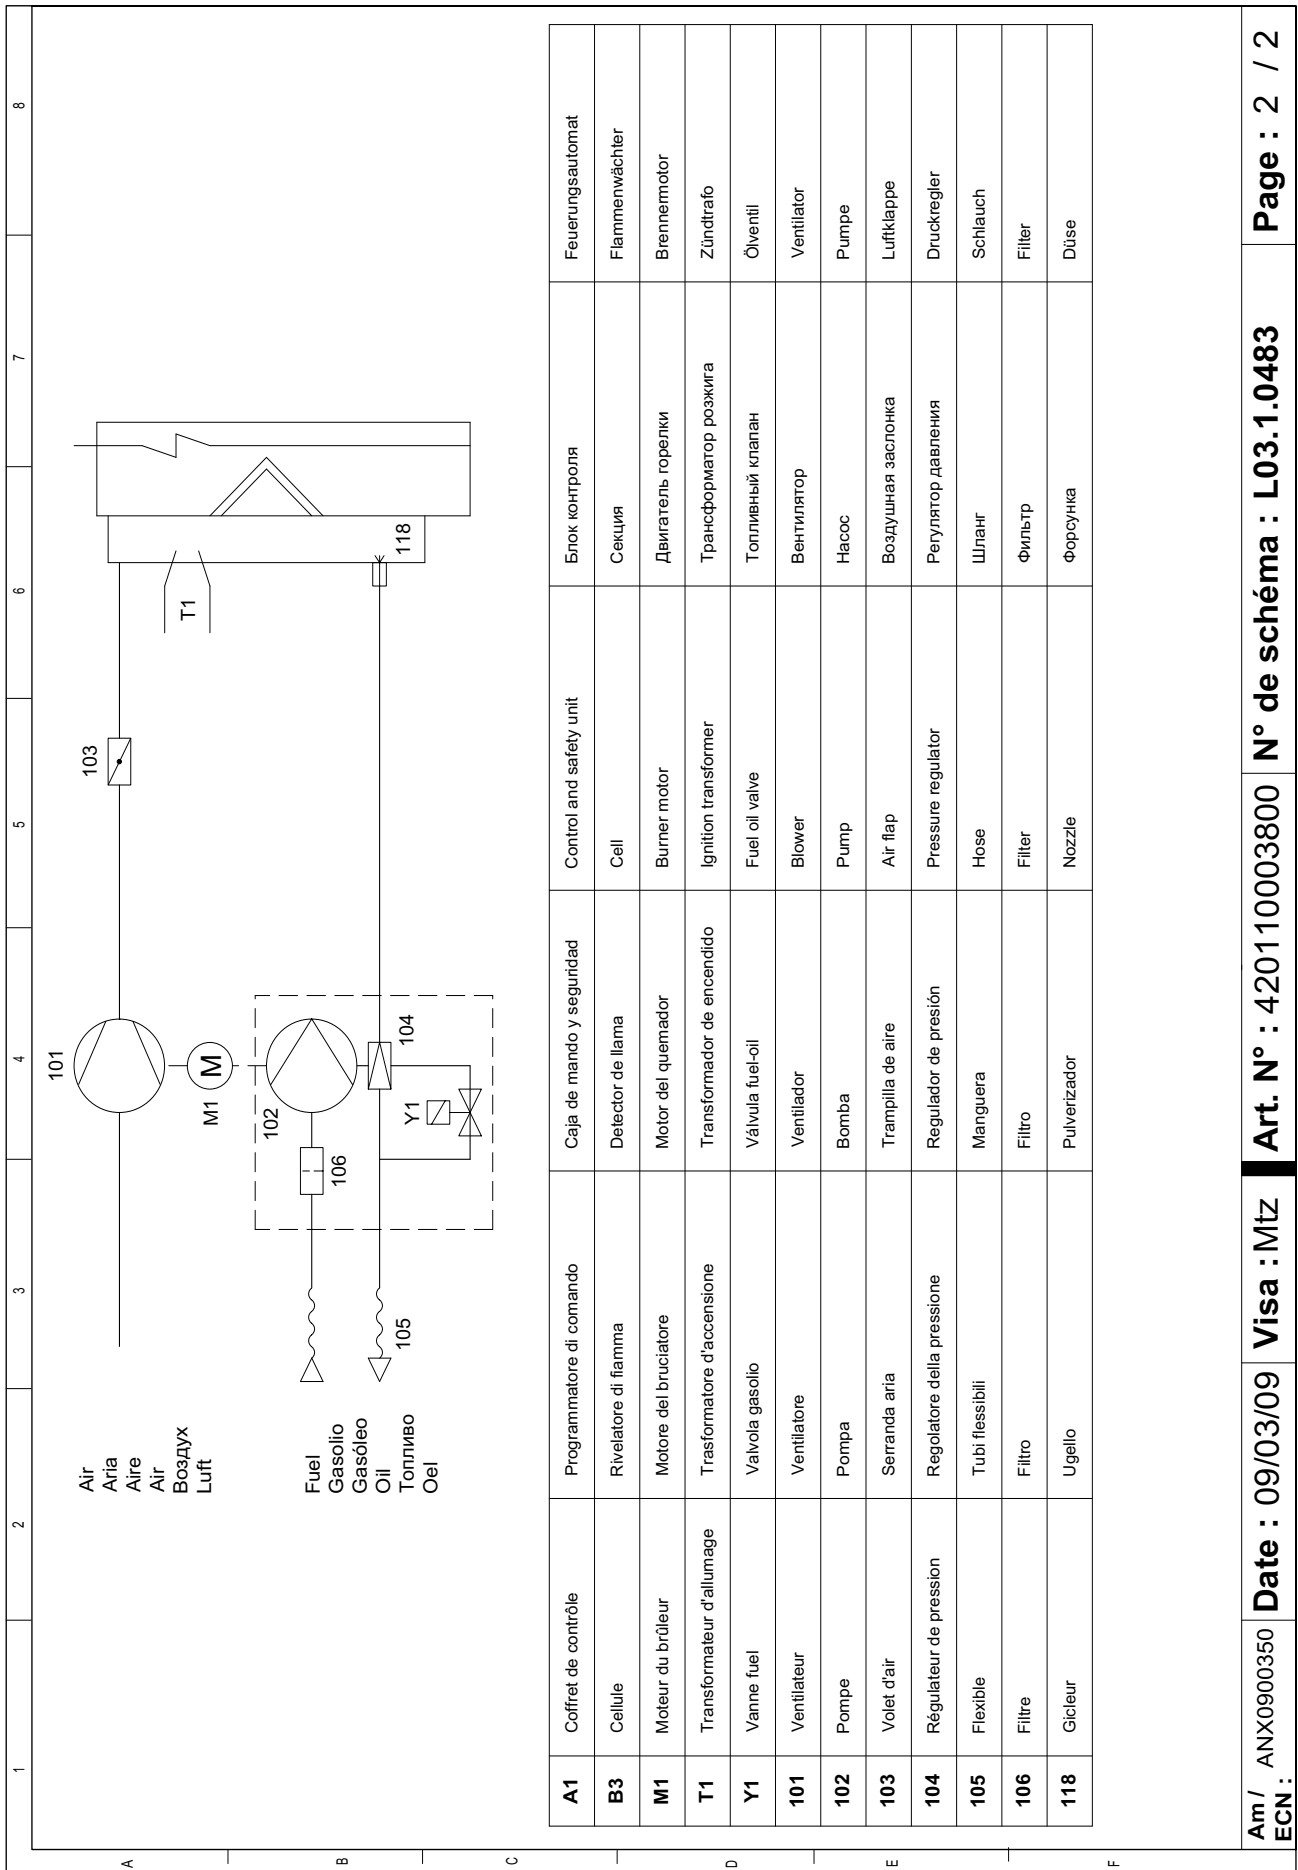 1 2 3 4 5 6 7 8
A
B
C
D
E
F
Air
Aria
Aire
Air
Воздух
Luft
Fuel
Gasolio
Gasóleo
Oil
Топливо
Oel
101
103
T1
M1
M
102
106
Y1
104
105
118
A1 Coffret de contrôle Programmatore di comando Caja de mando y seguridad Control and safety unit Блок контроля Feuerungsautomat
B3 Cellule Rivelatore di fiamma Detector de llama Cell Секция Flammenwächter
M1 Moteur du brûleur Motore del bruciatore Motor del quemador Burner motor Двигатель горелки Brennermotor
T1 Transformateur d'allumage Trasformatore d'accensione Transformador de encendido Ignition transformer Трансформатор розжига Zündtrafo
Y1 Vanne fuel Valvola gasolio Válvula fuel-oil Fuel oil valve Топливный клапан Ölventil
101 Ventilateur Ventilatore Ventilador Blower Вентилятор Ventilator
102 Pompe Pompa Bomba Pump Насос Pumpe
103 Volet d'air Serranda aria Trampilla de aire Air flap Воздушная заслонка Luftklappe
104 Régulateur de pression Regolatore della pressione Regulador de presión Pressure regulator Регулятор давления Druckregler
105 Flexible Tubi flessibili Manguera Hose Шланг Schlauch
106 Filtre Filtro Filtro Filter Фильтр Filter
118 Gicleur Ugello Pulverizador Nozzle Форсунка Düse
Am /
ECN : ANX0900350 Date : 09/03/09 Visa : Mtz Art. N° : 420110003800 N° de schéma : L03.1.0483 Page : 2 / 2